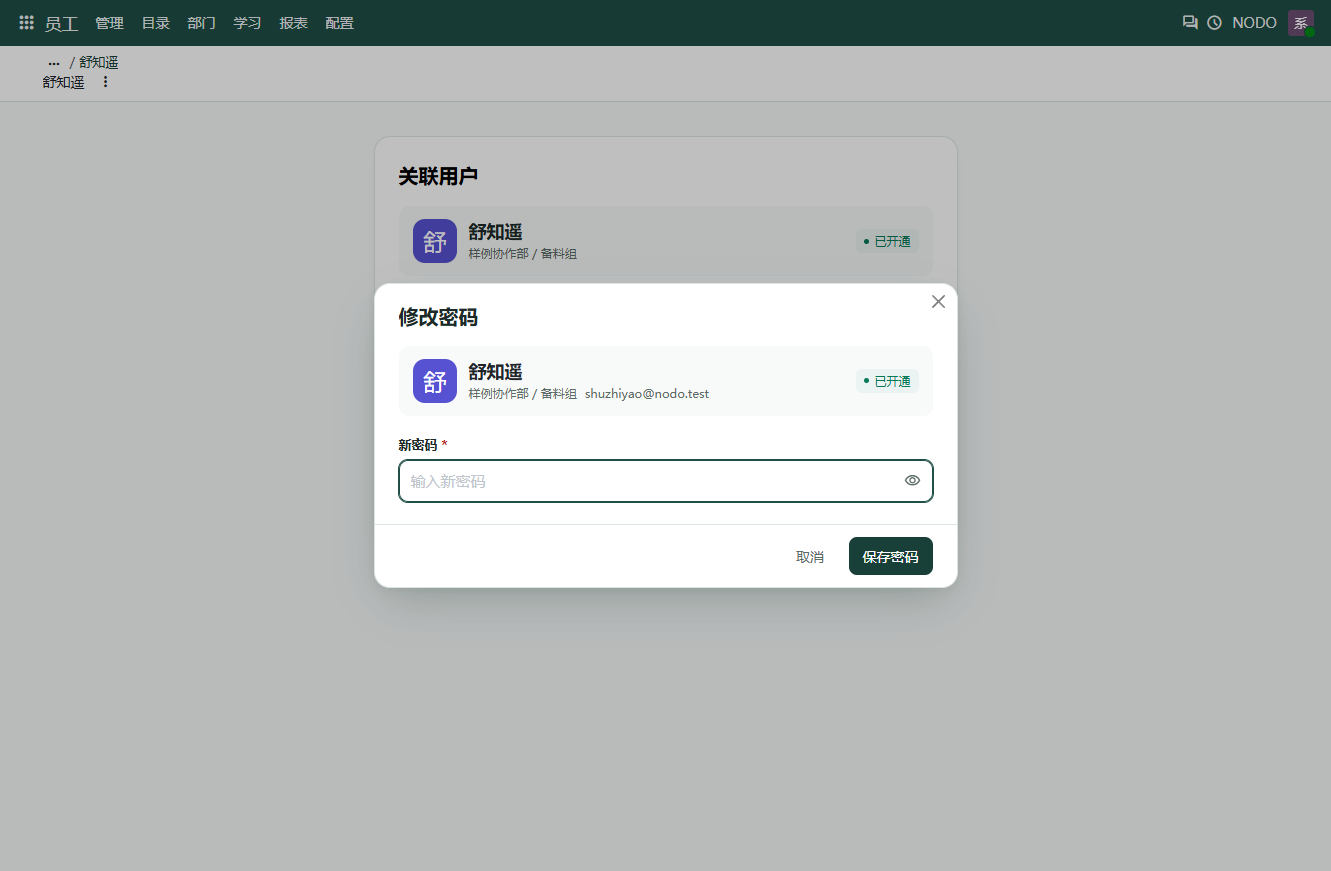 员工 管理 目录 部门 学习 报表 配置 NODO 系
... / 舒知遥
舒知遥
关联用户
舒 舒知遥
样例协作部 / 备料组
已开通
修改密码
舒 舒知遥
样例协作部 / 备料组 shuzhiyao@nodo.test
已开通
新密码 *
输入新密码
取消 保存密码